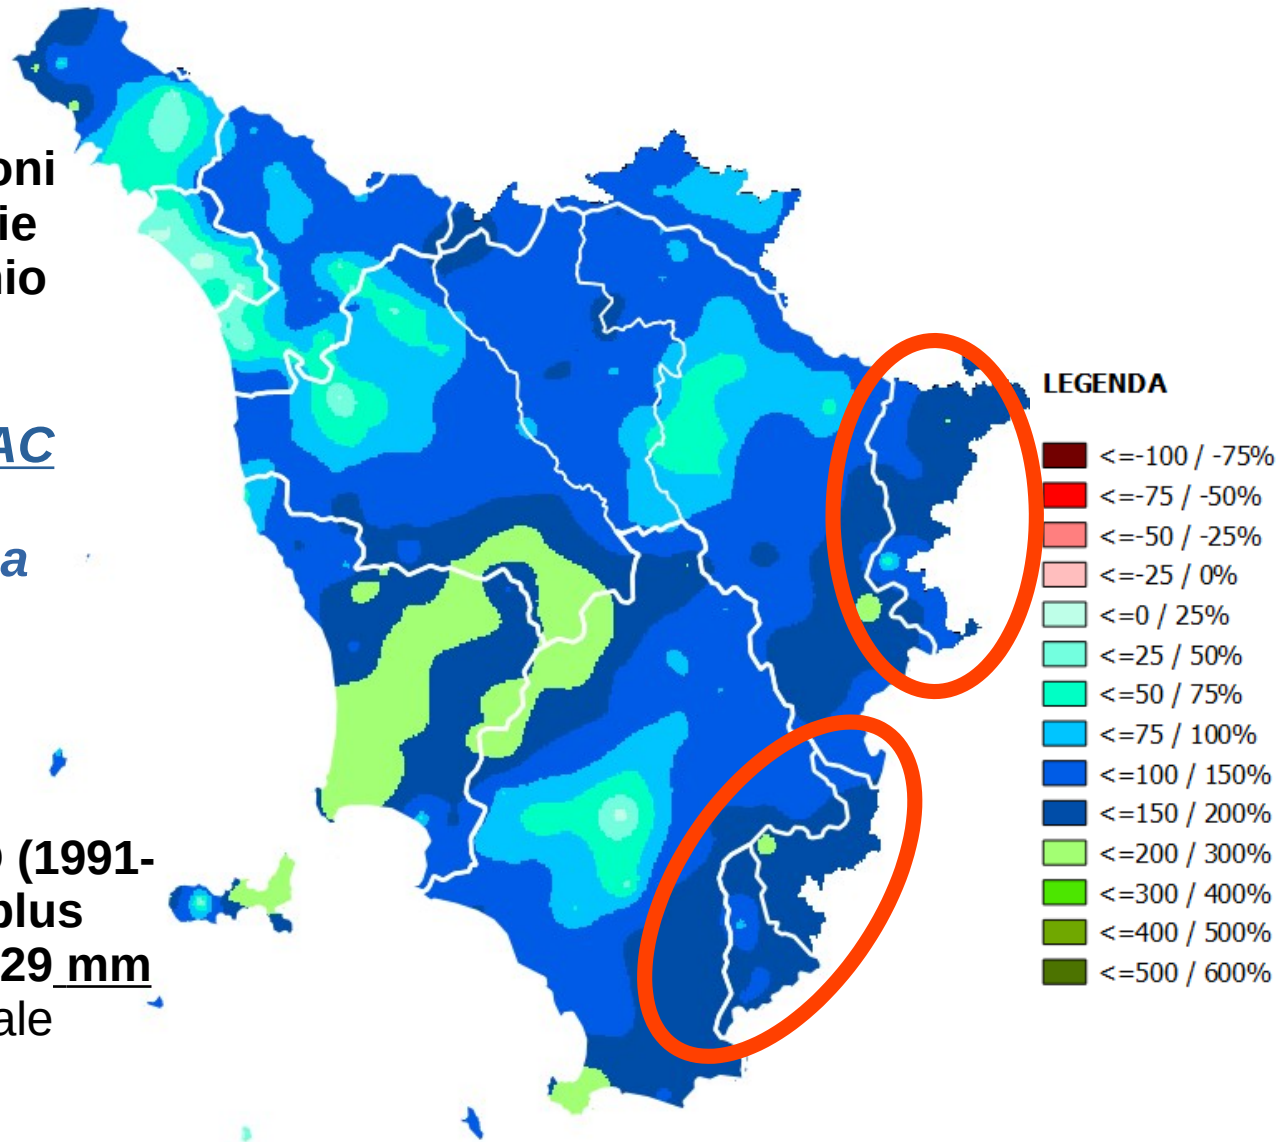 oni
ie
nio
AC
a
(1991-
plus
29 mm
ale
LEGENDA
<=-100 / -75%
<=-75 / -50%
<=-50 / -25%
<=-25 / 0%
<=0 / 25%
<=25 / 50%
<=50 / 75%
<=75 / 100%
<=100 / 150%
<=150 / 200%
<=200 / 300%
<=300 / 400%
<=400 / 500%
<=500 / 600%